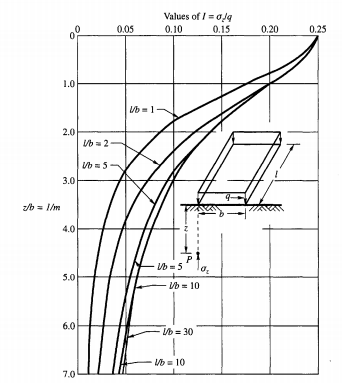 Values of I = σz/q
0 0.05 0.10 0.15 0.20 0.25
0
1.0
2.0
3.0
4.0
5.0
6.0
7.0
z/b = 1/m
l/b = 1
l/b = 2
l/b = 5
l/b = 5
l/b = 10
l/b = 30
l/b = 10
q
l
b
z
P
σz